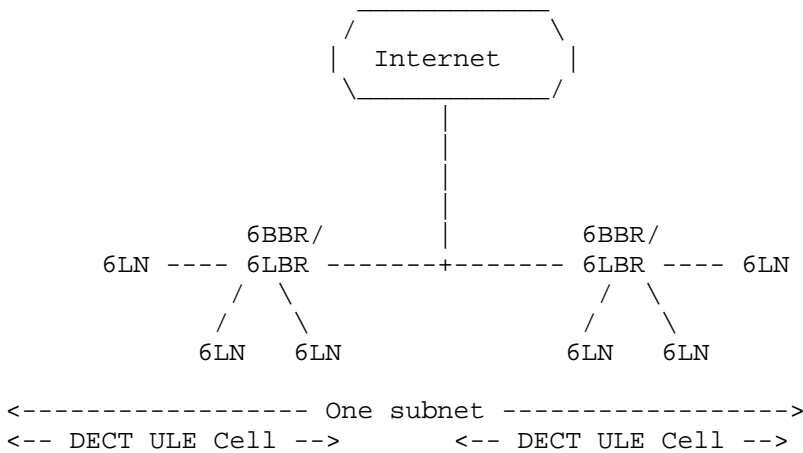 Internet
6BBR/ 6BBR/
6LN ---- 6LBR -------+------- 6LBR ---- 6LN
6LN 6LN 6LN 6LN
<------------------ One subnet ------------------>
<-- DECT ULE Cell --> <-- DECT ULE Cell -->